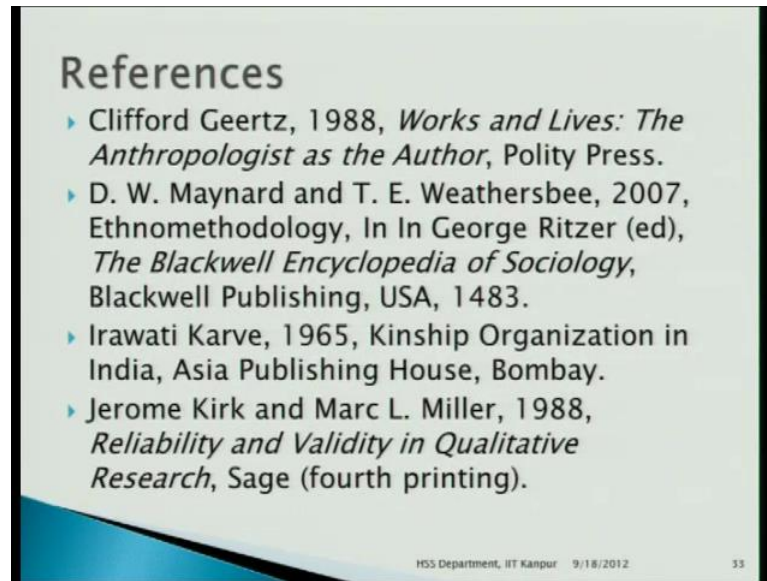 References
Clifford Geertz, 1988, Works and Lives: The
Anthropologist as the Author, Polity Press.
D. W. Maynard and T. E. Weathersbee, 2007,
Ethnomethodology, In In George Ritzer (ed),
The Blackwell Encyclopedia of Sociology,
Blackwell Publishing, USA, 1483.
Irawati Karve, 1965, Kinship Organization in
India, Asia Publishing House, Bombay.
Jerome Kirk and Marc L. Miller, 1988,
Reliability and Validity in Qualitative
Research, Sage (fourth printing).
HSS Department, IIT Kanpur 9/18/2012 33